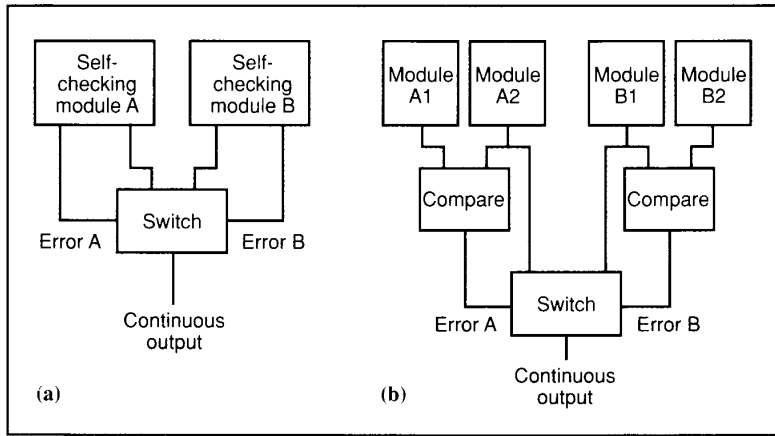 Self-
checking
module A
Self-
checking
module B
Switch
Error A
Error B
Continuous
output
(a)
Module
A1
Module
A2
Module
B1
Module
B2
Compare
Compare
Switch
Error A
Error B
Continuous
output
(b)